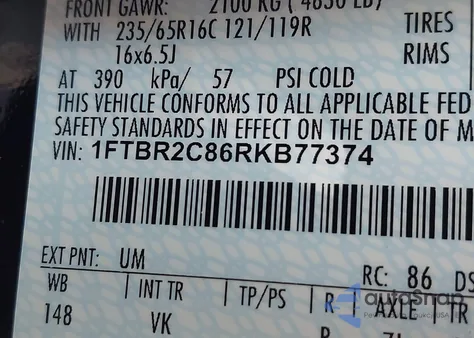 FRONT GAWR: 2100 KG ( 4630 LB)
WITH 235/65R16C 121/119R TIRES
16x6.5J RIMS
AT 390 kPa/ 57 PSI COLD
THIS VEHICLE CONFORMS TO ALL APPLICABLE FED
SAFETY STANDARDS IN EFFECT ON THE DATE OF M
VIN: 1FTBR2C86RKB77374
EXT PNT: UM RC: 86 DS
WB | INT TR | TP/PS | R | AXLE | TR
148 VK
autoSnap